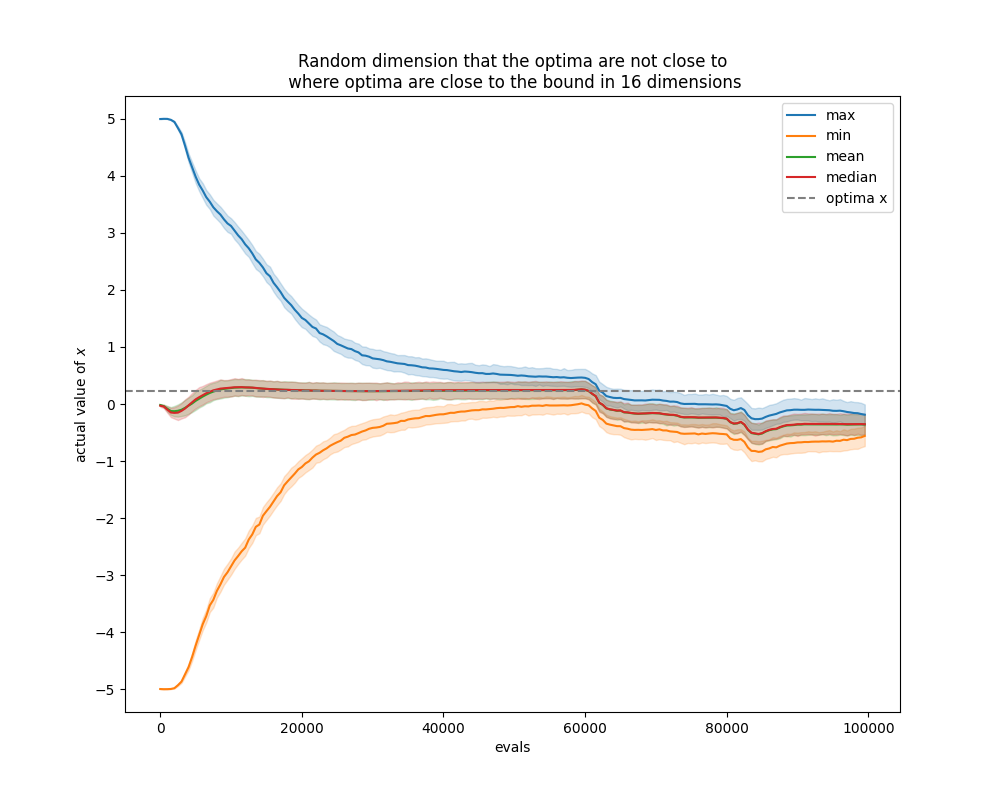 Random dimension that the optima are not close to
where optima are close to the bound in 16 dimensions
max
min
mean
median
optima x
5
4
3
2
1
0
−1
−2
−3
−4
−5
actual value of x
0
20000
40000
60000
80000
100000
evals